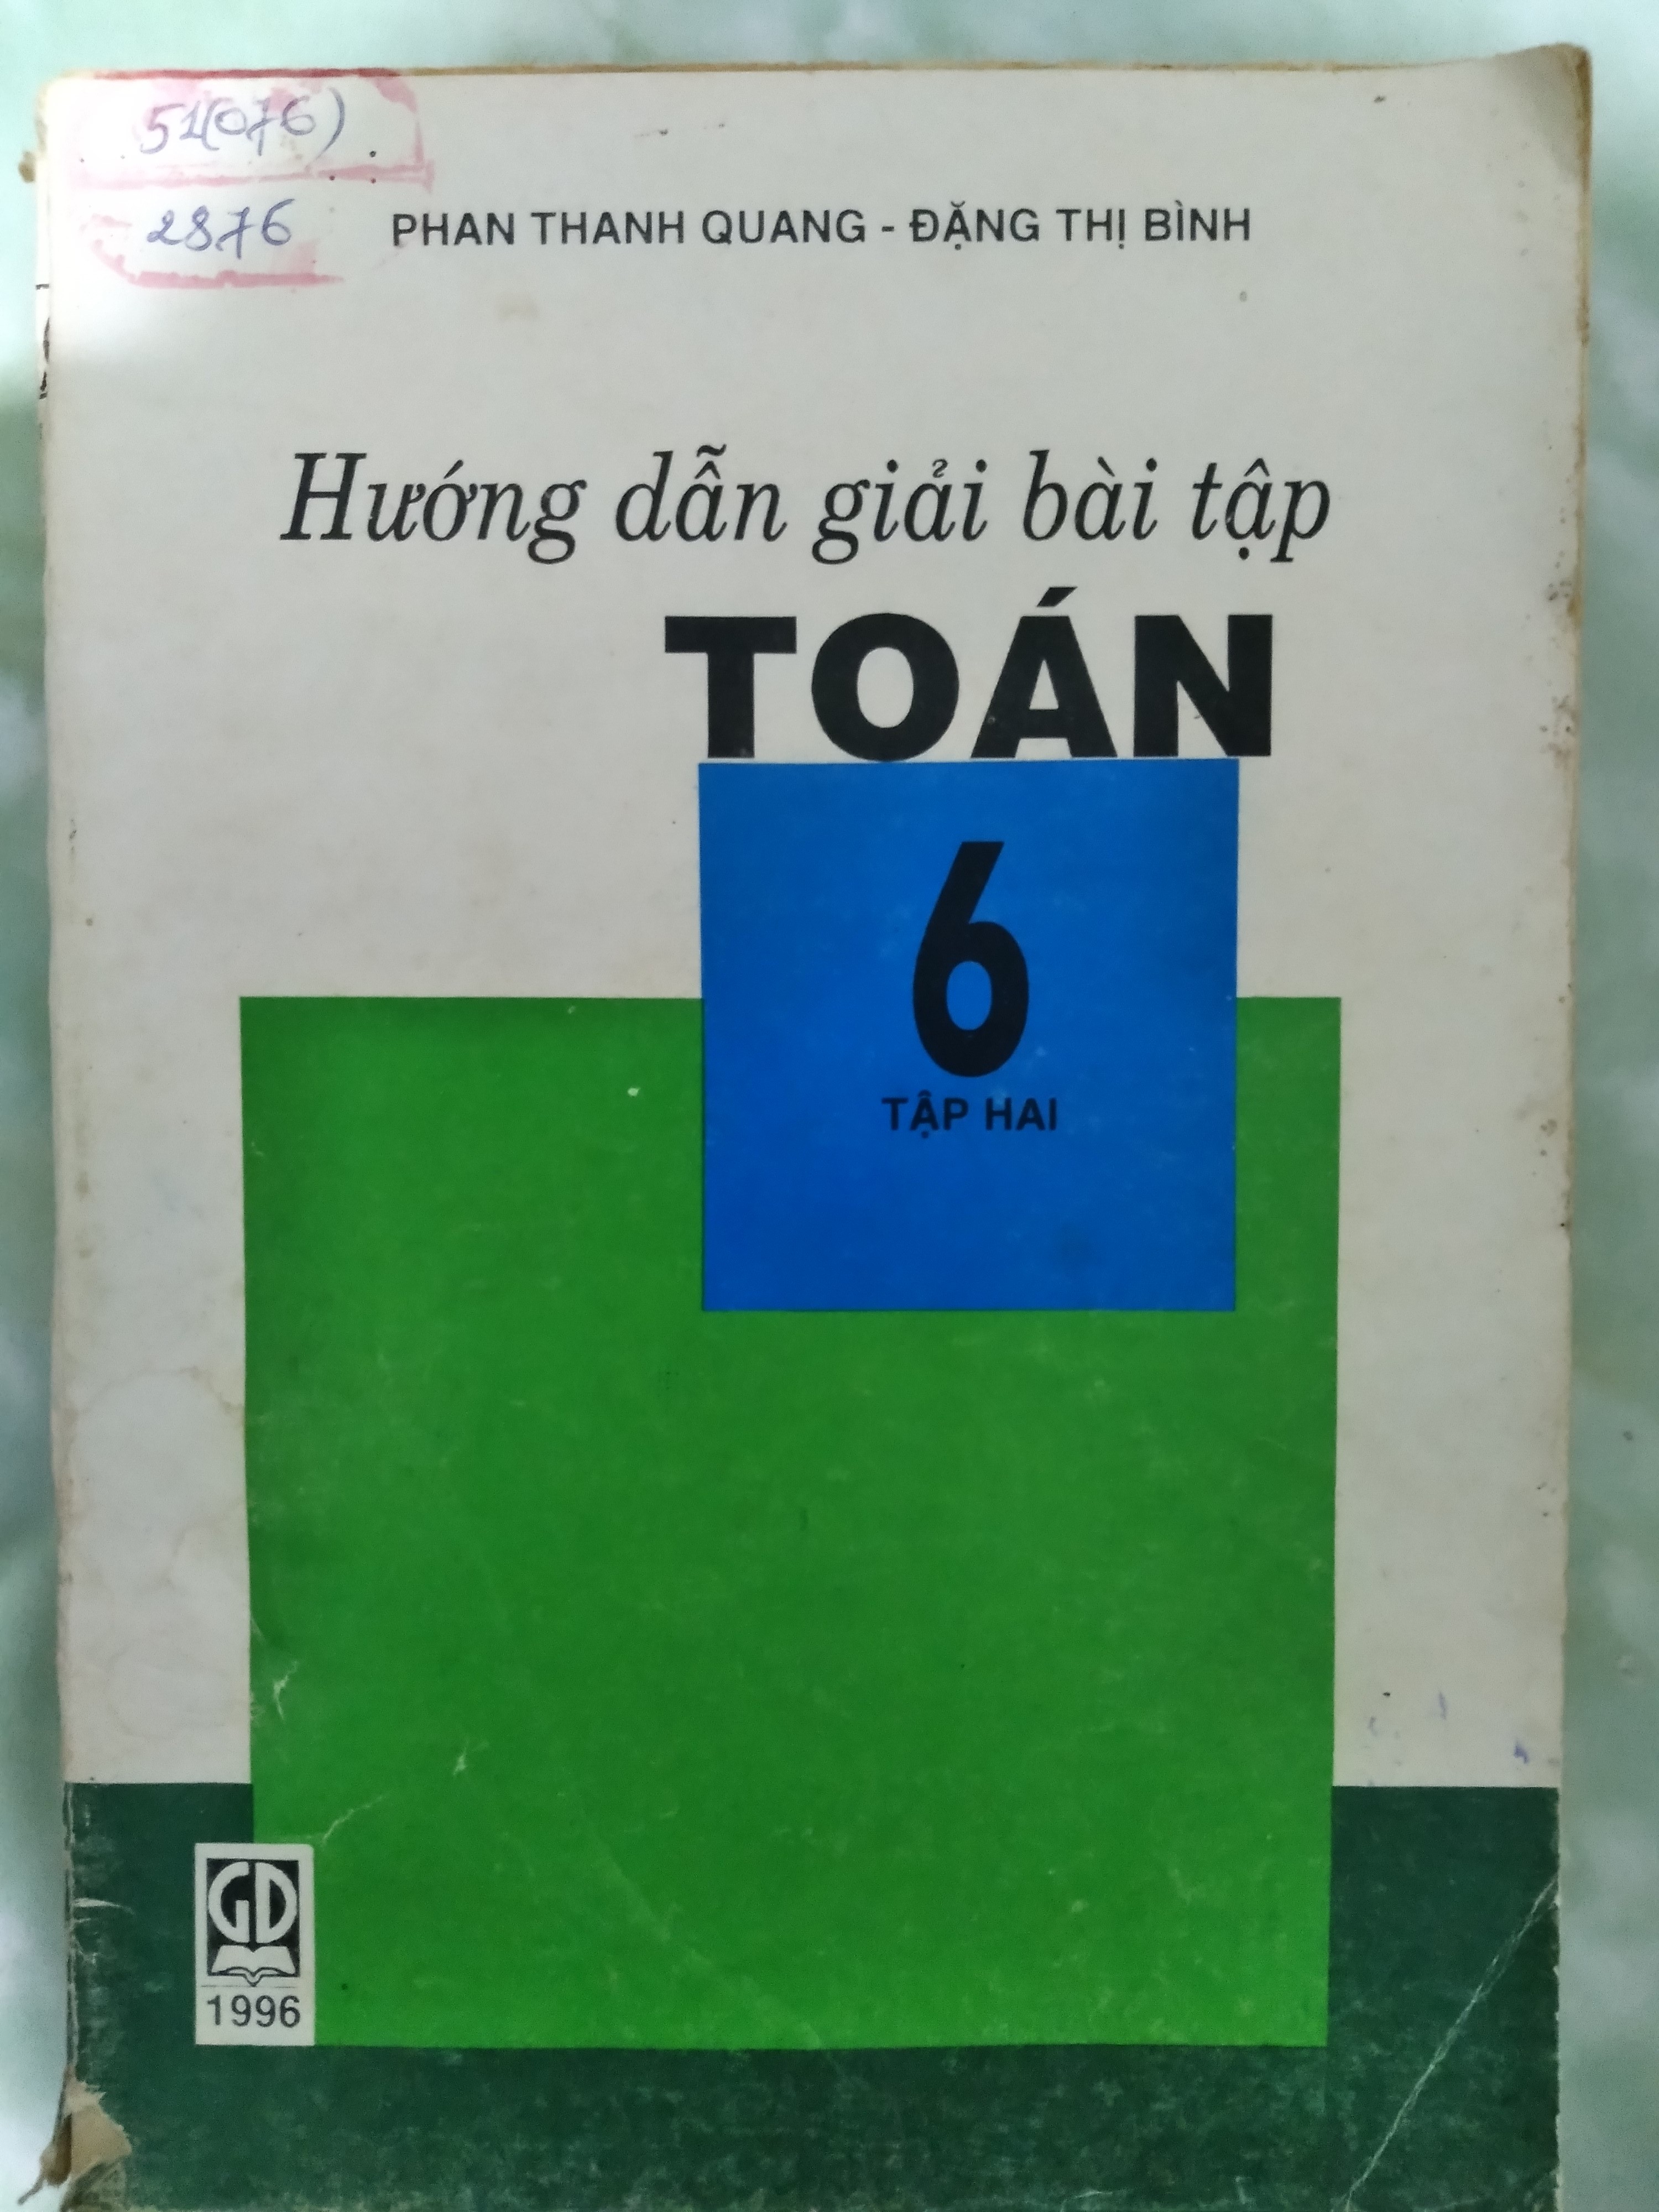 51(076)
2876
PHAN THANH QUANG - ĐẶNG THỊ BÌNH
Hướng dẫn giải bài tập
TOÁN
6
TẬP HAI
GD
1996